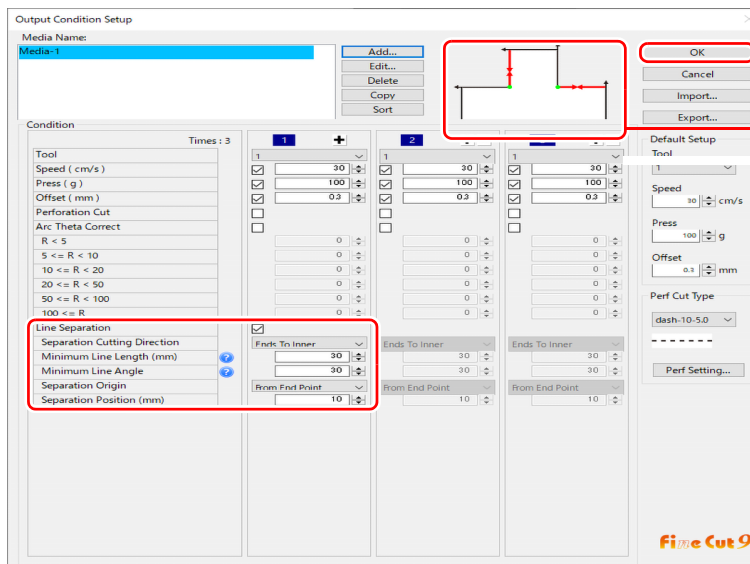 Output Condition Setup
Media Name:
Media-1
Add...
Edit...
Delete
Copy
Sort
OK
Cancel
Import...
Export...
Condition
Times : 3 1 + 2
Tool 1 1 1
Speed ( cm/s ) 30 30 30
Press ( g ) 100 100 100
Offset ( mm ) 0.3 0.3 0.3
Perforation Cut
Arc Theta Correct
R < 5 0 0 0
5 <= R < 10 0 0 0
10 <= R < 20 0 0 0
20 <= R < 50 0 0 0
50 <= R < 100 0 0 0
100 <= R 0 0 0
Line Separation
Separation Cutting Direction Ends To Inner Ends To Inner Ends To Inner
Minimum Line Length (mm) ? 30 30 30
Minimum Line Angle ? 30 30 30
Separation Origin From End Point From End Point From End Point
Separation Position (mm) 10 10 10
Default Setup
Tool
1
Speed
30 cm/s
Press
100 g
Offset
0.3 mm
Perf Cut Type
dash-10-5.0
Perf Setting...
Fine Cut 9